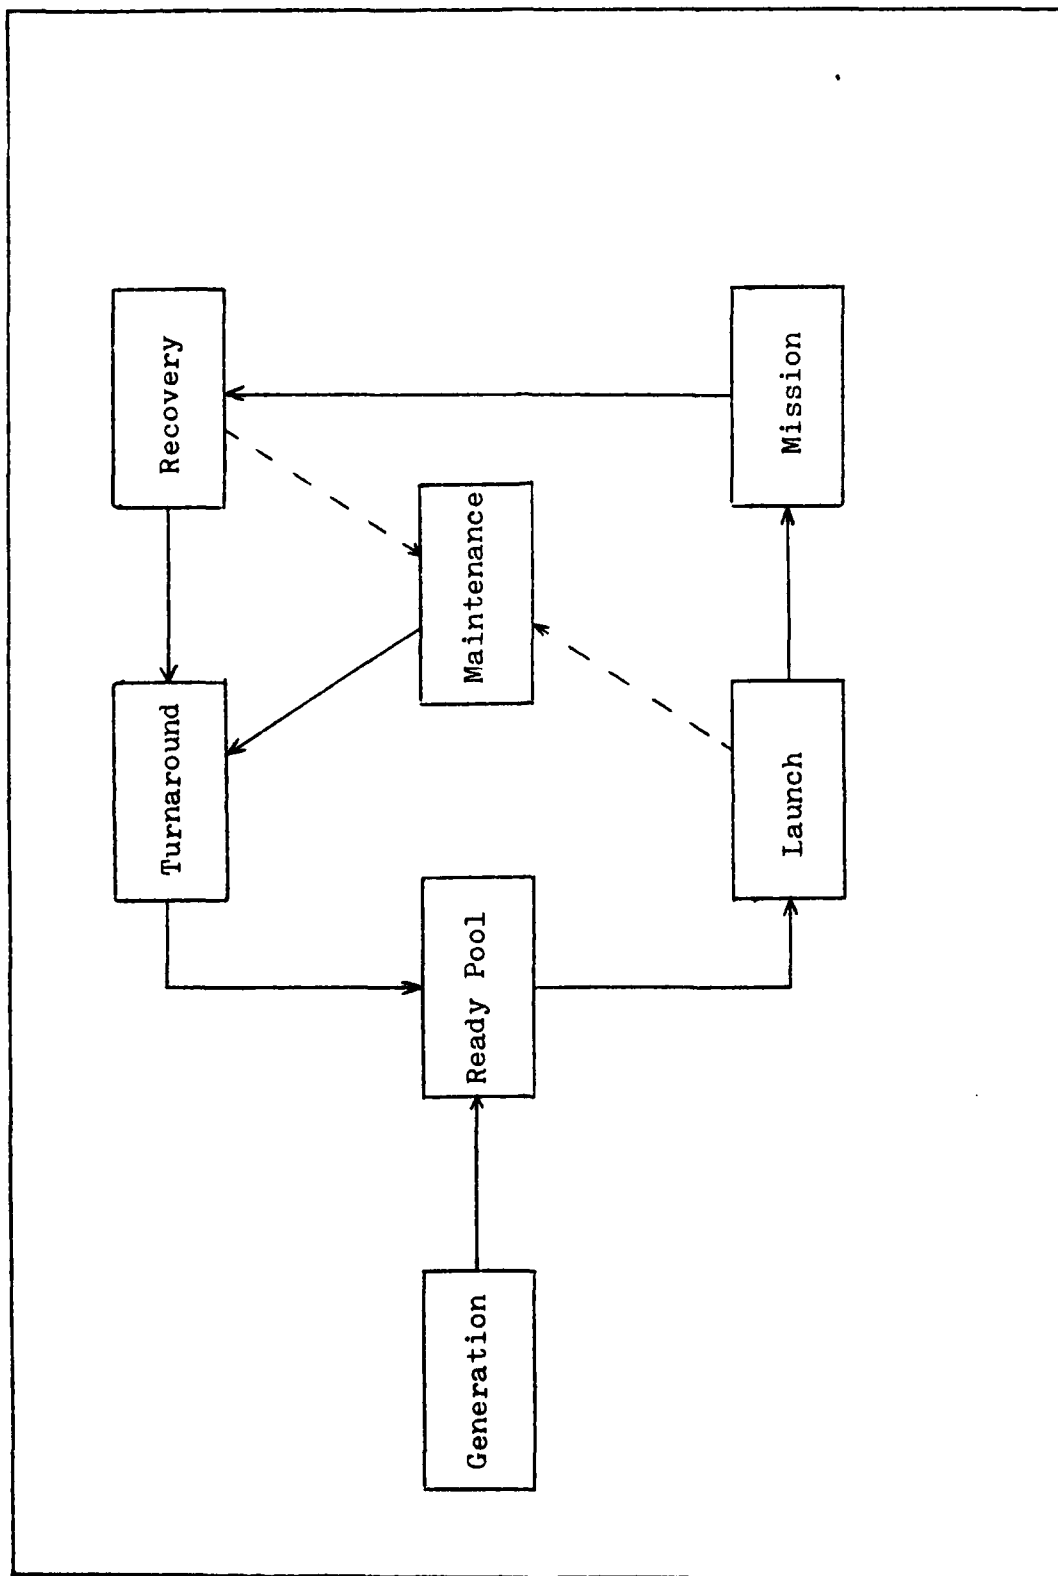 Generation
Ready Pool
Turnaround
Recovery
Maintenance
Launch
Mission